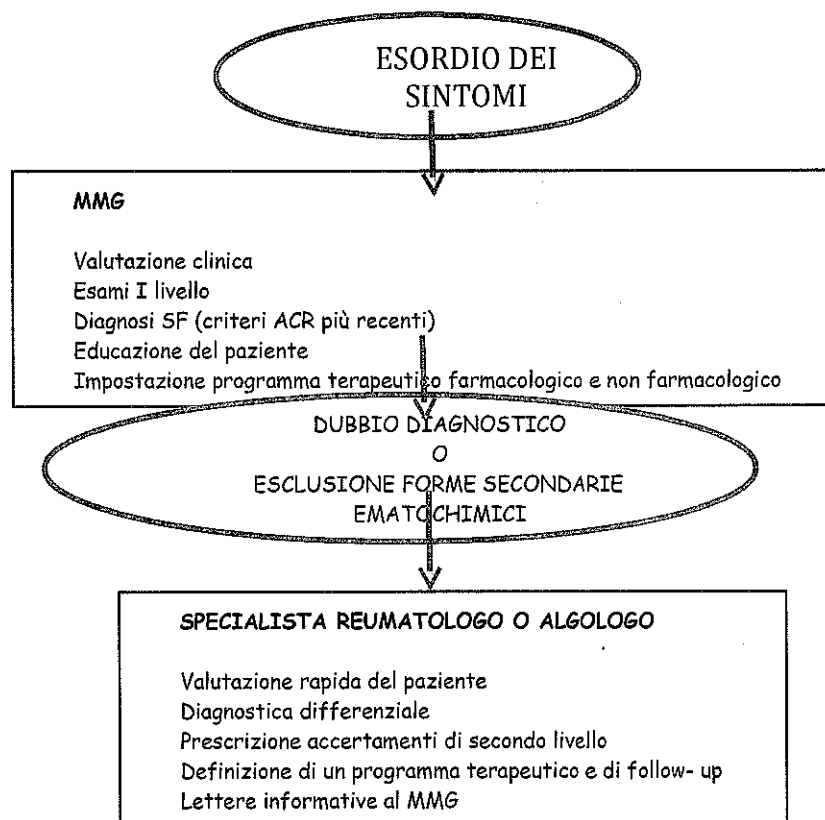 ESORDIO DEI
SINTOMI
MMG
Valutazione clinica
Esami I livello
Diagnosi SF (criteri ACR più recenti)
Educazione del paziente
Impostazione programma terapeutico farmacologico e non farmacologico
DUBBIO DIAGNOSTICO
O
ESCLUSIONE FORME SECONDARIE
EMATOCHIMICI
SPECIALISTA REUMATOLOGO O ALGOLOGO
Valutazione rapida del paziente
Diagnostica differenziale
Prescrizione accertamenti di secondo livello
Definizione di un programma terapeutico e di follow- up
Lettere informative al MMG